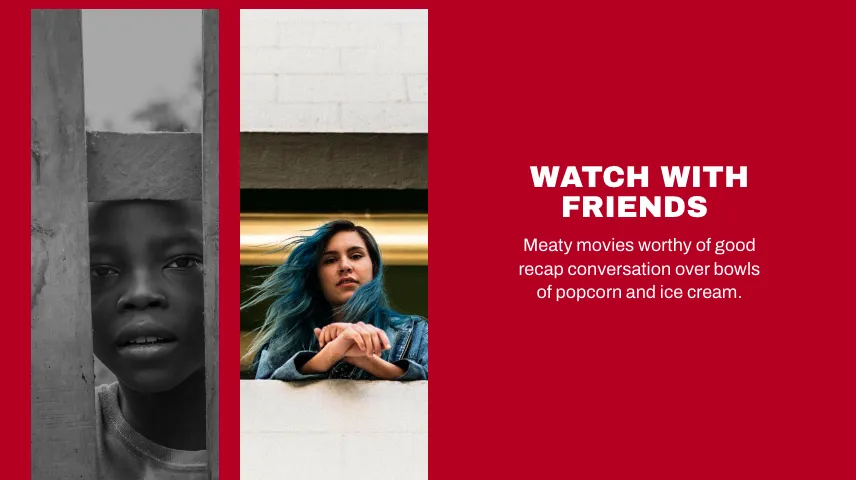 WATCH WITH
FRIENDS
Meaty movies worthy of good
recap conversation over bowls
of popcorn and ice cream.